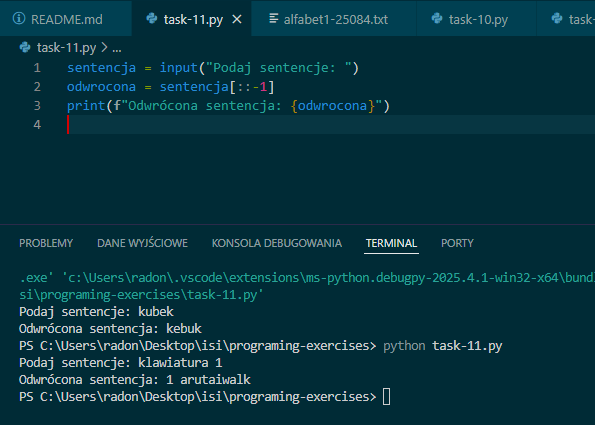 README.md task-11.py alfabet1-25084.txt task-10.py task-
task-11.py > ...
1 sentencja = input("Podaj sentencje: ")
2 odwrocona = sentencja[::-1]
3 print(f"Odwrócona sentencja: {odwrocona}")
4
PROBLEMY DANE WYJŚCIOWE KONSOLA DEBUGOWANIA TERMINAL PORTY
.exe' 'c:\Users\radon\.vscode\extensions\ms-python.debugpy-2025.4.1-win32-x64\bund
si\programing-exercises\task-11.py'
Podaj sentencje: kubek
Odwrócona sentencja: kebuk
PS C:\Users\radon\Desktop\isi\programing-exercises> python task-11.py
Podaj sentencje: klawiatura 1
Odwrócona sentencja: 1 arutaiwalk
PS C:\Users\radon\Desktop\isi\programing-exercises>